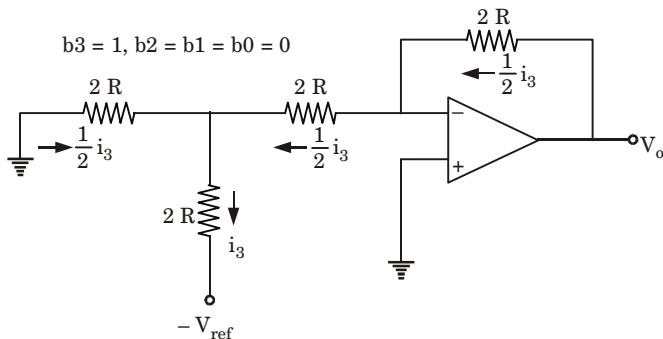 2 R
b3 = 1, b2 = b1 = b0 = 0
1/2 i₃
2 R
2 R
−
1/2 i₃
1/2 i₃
+
Vₒ
2 R
i₃
− V_ref